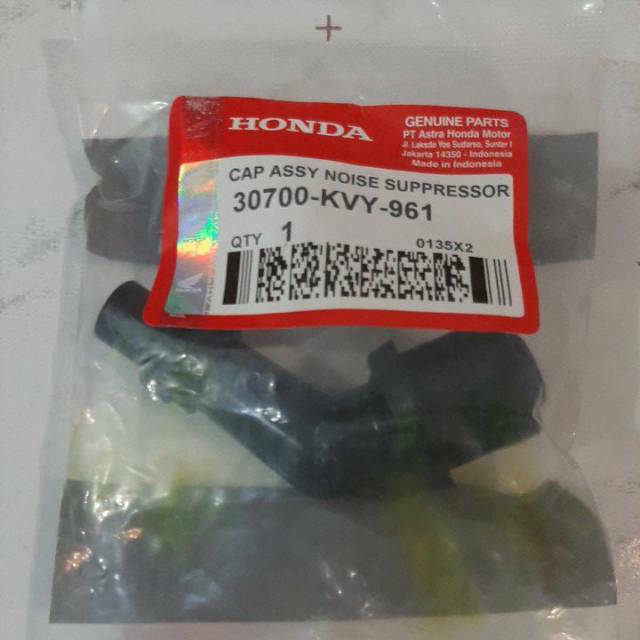 HONDA
GENUINE PARTS
PT Astra Honda Motor
Jl. Laksda Yos Sudarso, Sunter I
Jakarta 14350 - Indonesia
Made in Indonesia
CAP ASSY NOISE SUPPRESSOR
30700-KVY-961
QTY 1
0135X2